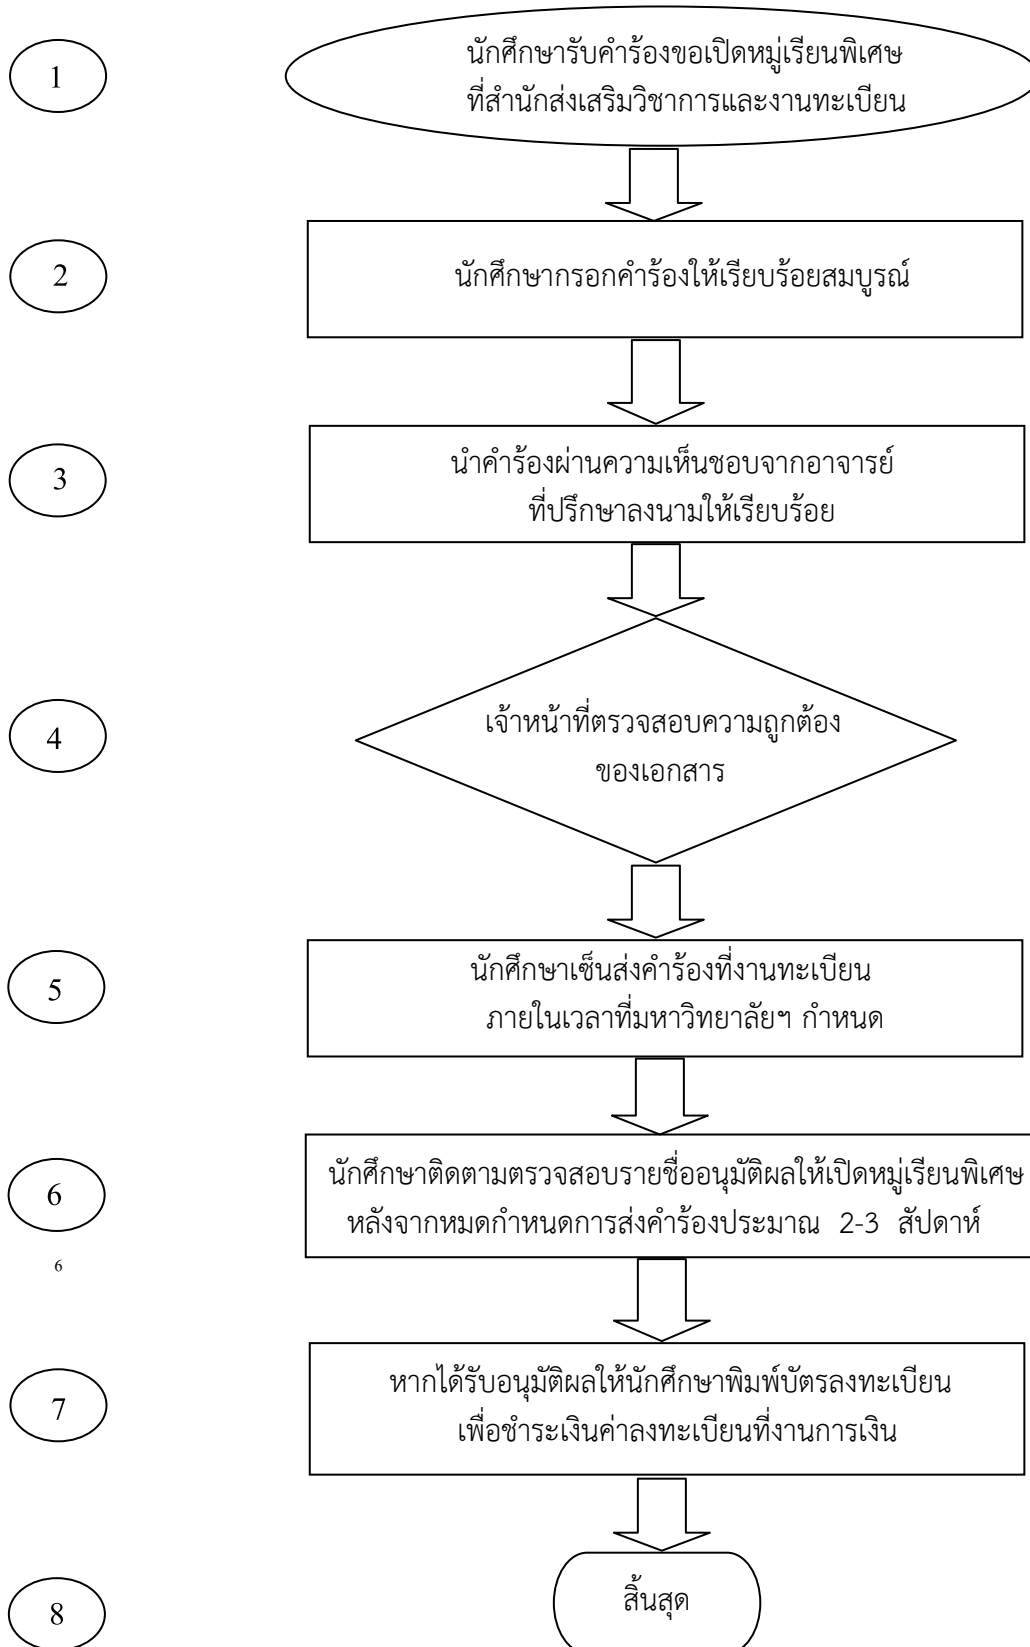 1
นักศึกษารับคำร้องขอเปิดหมู่เรียนพิเศษ
ที่สำนักส่งเสริมวิชาการและงานทะเบียน
2
นักศึกษากรอกคำร้องให้เรียบร้อยสมบูรณ์
3
นำคำร้องผ่านความเห็นชอบจากอาจารย์
ที่ปรึกษาลงนามให้เรียบร้อย
4
เจ้าหน้าที่ตรวจสอบความถูกต้อง
ของเอกสาร
5
นักศึกษาเซ็นส่งคำร้องที่งานทะเบียน
ภายในเวลาที่มหาวิทยาลัยฯ กำหนด
6
นักศึกษาติดตามตรวจสอบรายชื่ออนุมัติผลให้เปิดหมู่เรียนพิเศษ
หลังจากหมดกำหนดการส่งคำร้องประมาณ 2-3 สัปดาห์
6
7
หากได้รับอนุมัติผลให้นักศึกษาพิมพ์บัตรลงทะเบียน
เพื่อชำระเงินค่าลงทะเบียนที่งานการเงิน
8
สิ้นสุด